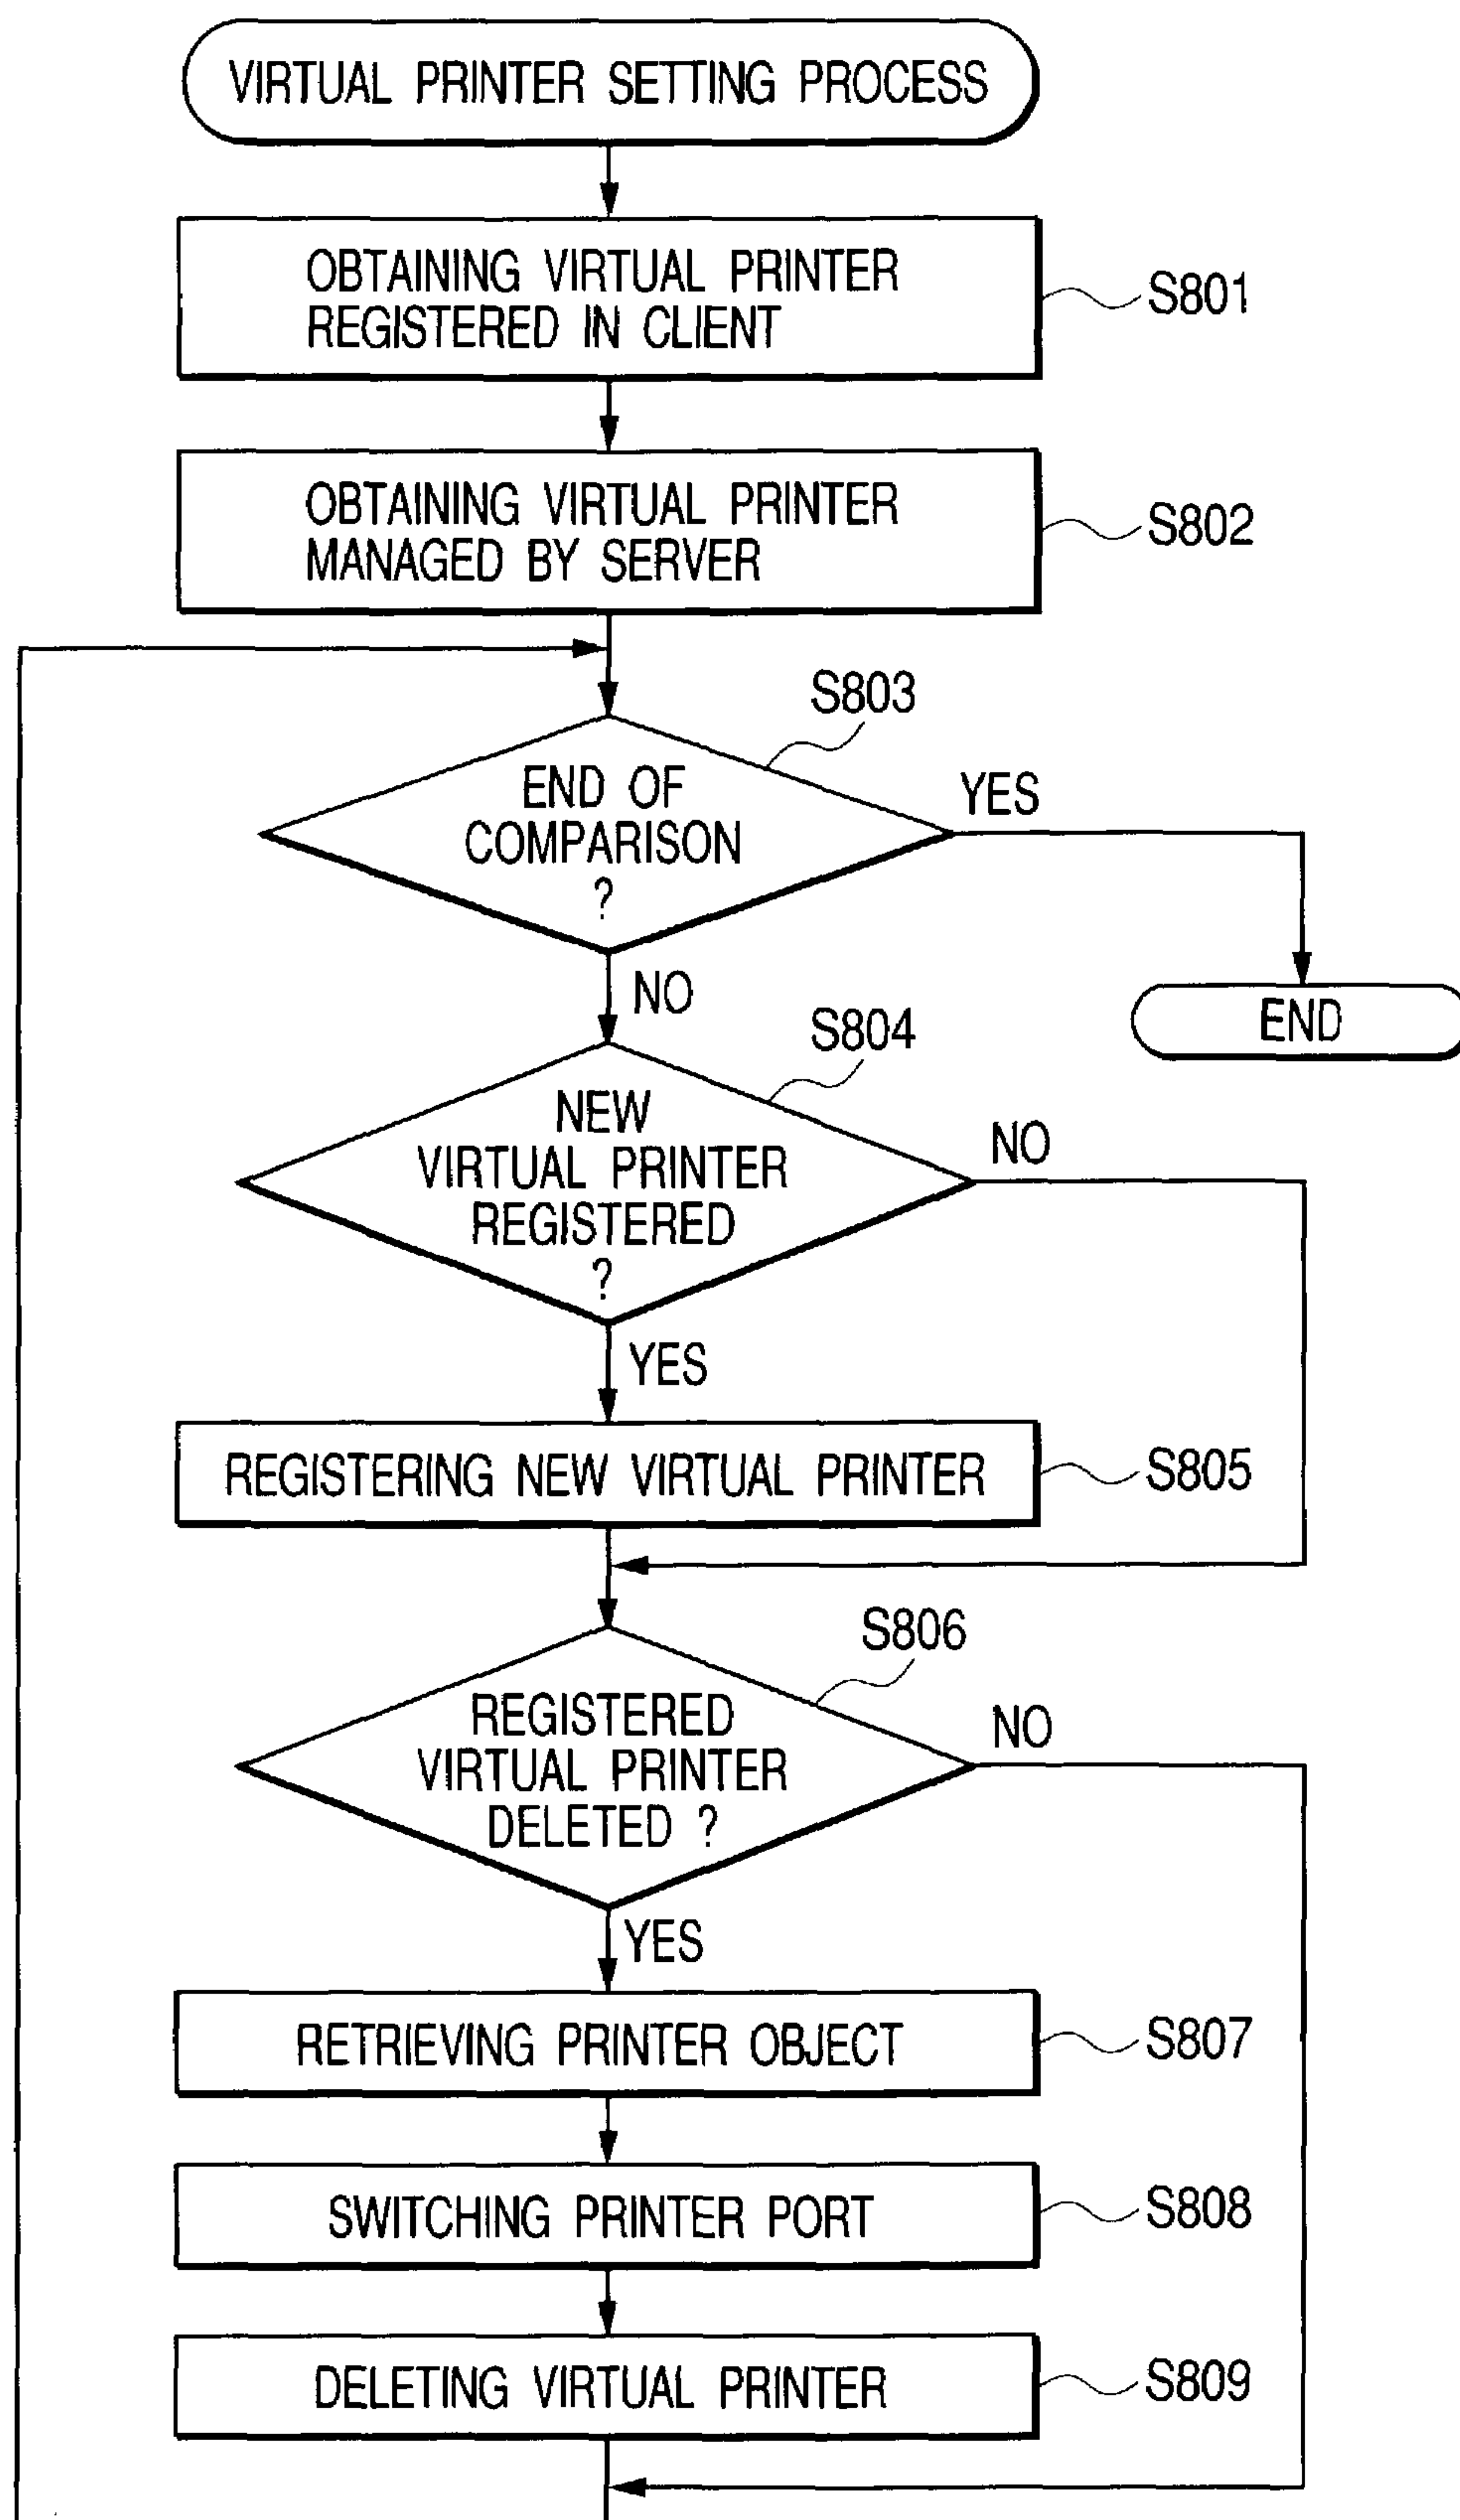 VIRTUAL PRINTER SETTING PROCESS
OBTAINING VIRTUAL PRINTER
REGISTERED IN CLIENT
S801
OBTAINING VIRTUAL PRINTER
MANAGED BY SERVER
S802
S803
END OF
COMPARISON
?
YES
NO
END
S804
NEW
VIRTUAL PRINTER
REGISTERED
?
NO
YES
REGISTERING NEW VIRTUAL PRINTER
S805
S806
REGISTERED
VIRTUAL PRINTER
DELETED ?
NO
YES
RETRIEVING PRINTER OBJECT
S807
SWITCHING PRINTER PORT
S808
DELETING VIRTUAL PRINTER
S809